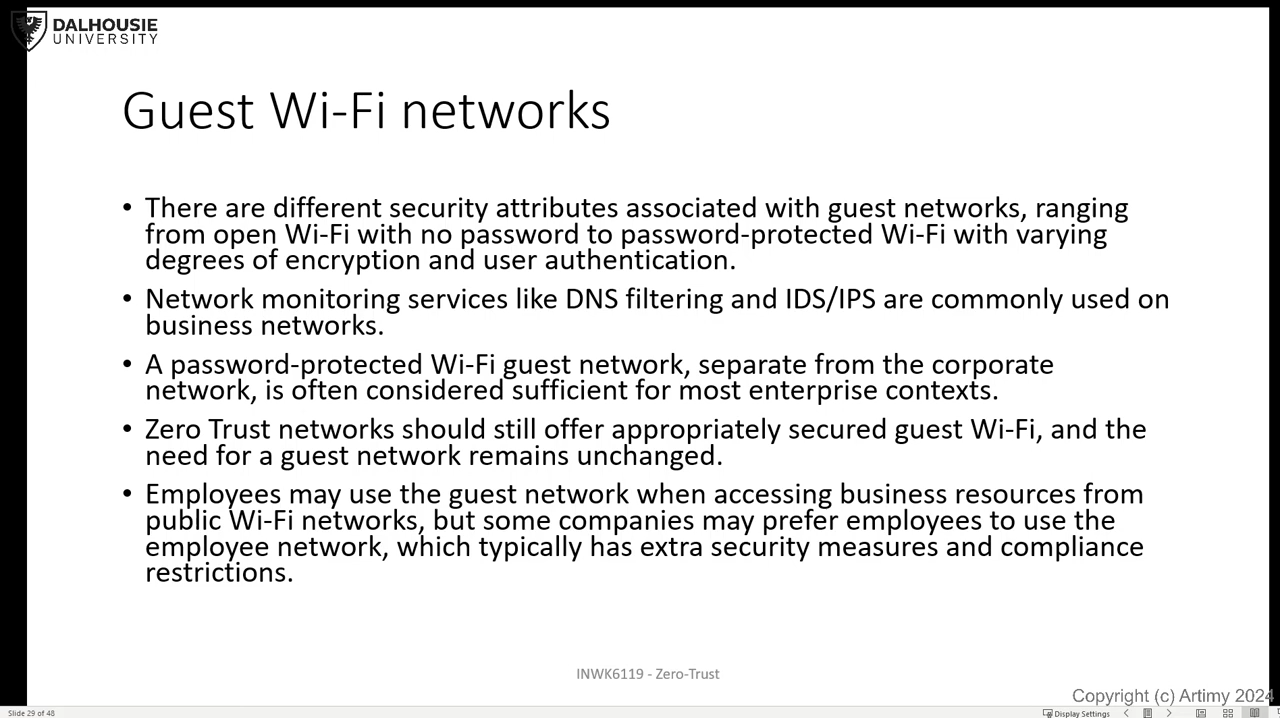 DALHOUSIE
UNIVERSITY
Guest Wi-Fi networks
• There are different security attributes associated with guest networks, ranging
from open Wi-Fi with no password to password-protected Wi-Fi with varying
degrees of encryption and user authentication.
• Network monitoring services like DNS filtering and IDS/IPS are commonly used on
business networks.
• A password-protected Wi-Fi guest network, separate from the corporate
network, is often considered sufficient for most enterprise contexts.
• Zero Trust networks should still offer appropriately secured guest Wi-Fi, and the
need for a guest network remains unchanged.
• Employees may use the guest network when accessing business resources from
public Wi-Fi networks, but some companies may prefer employees to use the
employee network, which typically has extra security measures and compliance
restrictions.
INWK6119 - Zero-Trust
Copyright (c) Artimy 2024
Slide 29 of 48
Display Settings